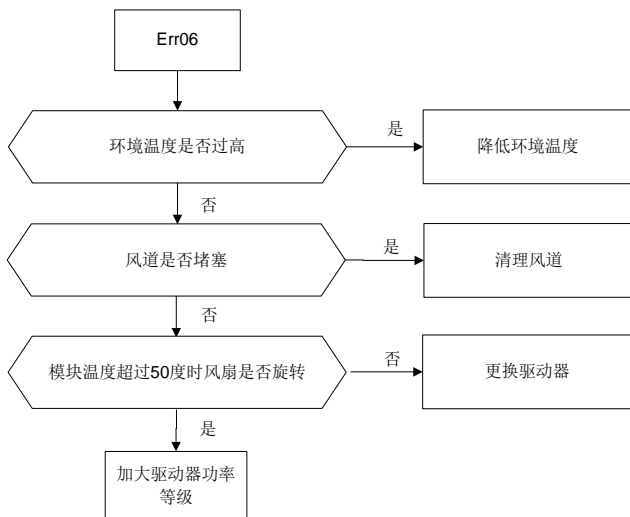 Err06
环境温度是否过高
是
降低环境温度
否
风道是否堵塞
是
清理风道
否
模块温度超过50度时风扇是否旋转
否
更换驱动器
是
加大驱动器功率
等级